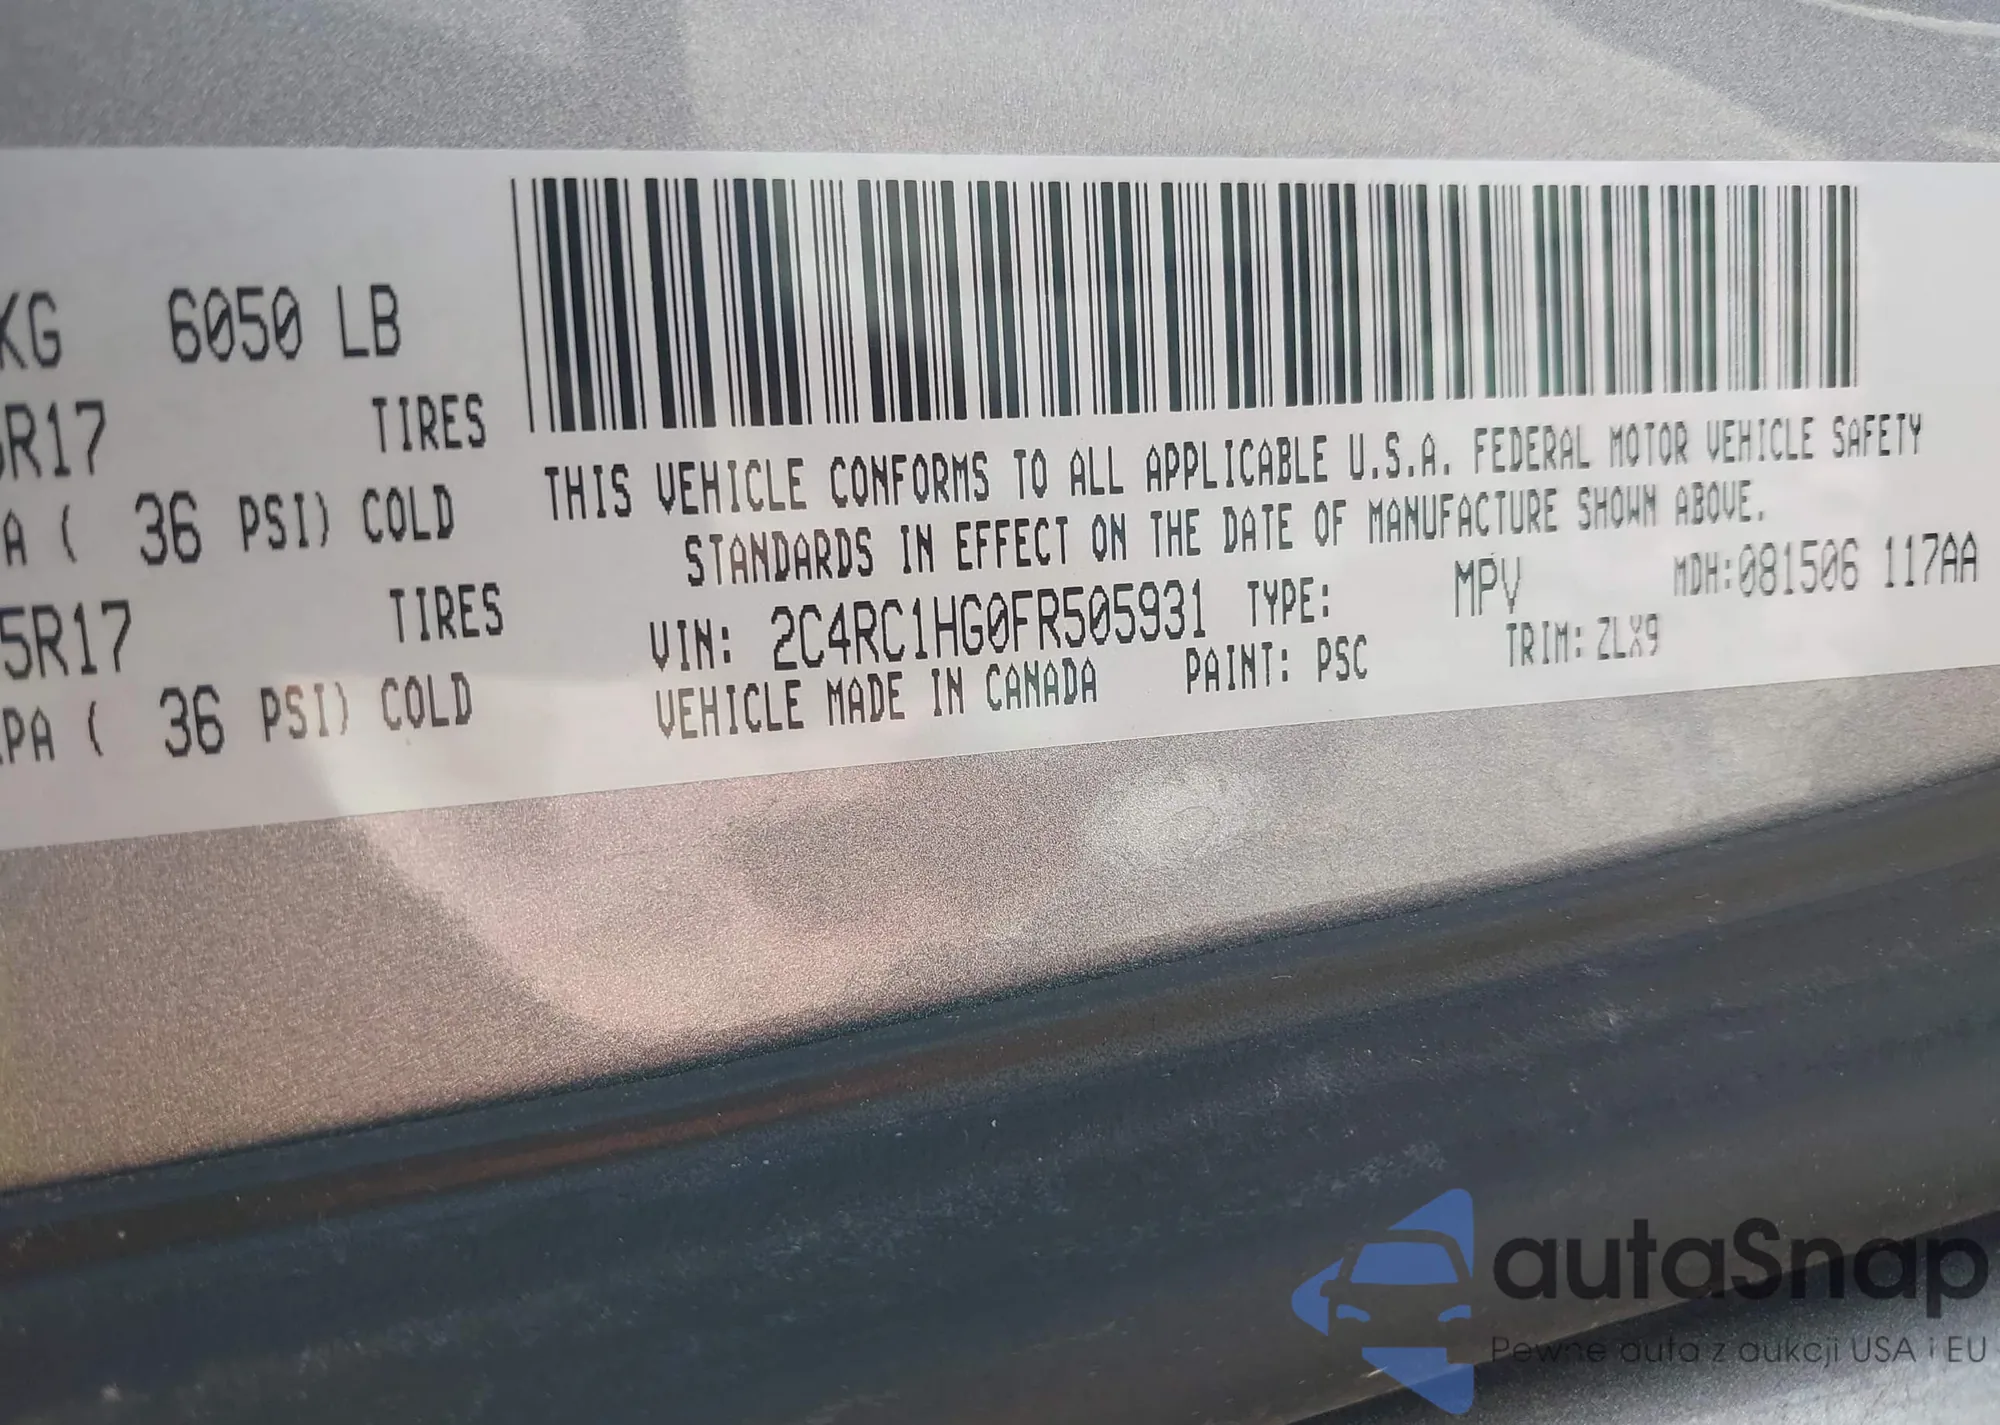 KG 6050 LB
5R17 TIRES
A ( 36 PSI) COLD
5R17 TIRES
PA ( 36 PSI) COLD
THIS VEHICLE CONFORMS TO ALL APPLICABLE U.S.A. FEDERAL MOTOR VEHICLE SAFETY
STANDARDS IN EFFECT ON THE DATE OF MANUFACTURE SHOWN ABOVE.
VIN: 2C4RC1HG0FR505931 TYPE: MPV MDH:081506 117AA
VEHICLE MADE IN CANADA PAINT: PSC TRIM: ZLX9
autaSnap
Pewne auta z aukcji USA i EU